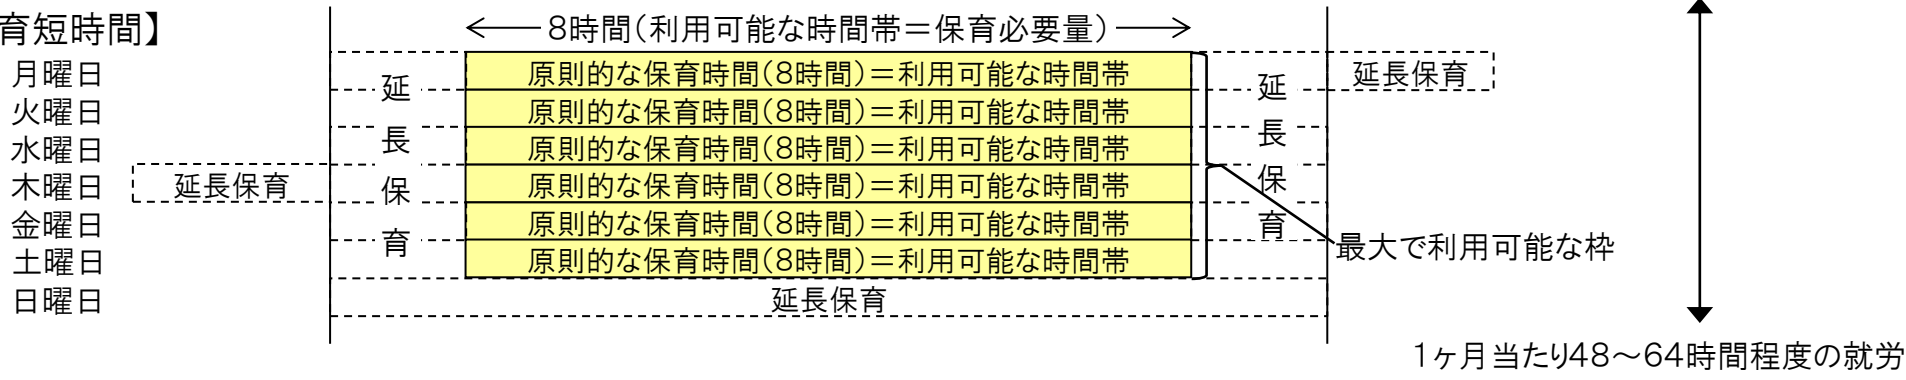 育短時間】
8時間(利用可能な時間帯=保育必要量)
月曜日 原則的な保育時間(8時間)=利用可能な時間帯 延長保育
火曜日 原則的な保育時間(8時間)=利用可能な時間帯
水曜日 原則的な保育時間(8時間)=利用可能な時間帯
木曜日 延長保育 原則的な保育時間(8時間)=利用可能な時間帯
金曜日 原則的な保育時間(8時間)=利用可能な時間帯
土曜日 原則的な保育時間(8時間)=利用可能な時間帯
日曜日 延長保育
延長保育
延長保育
最大で利用可能な枠
1ヶ月当たり48~64時間程度の就労